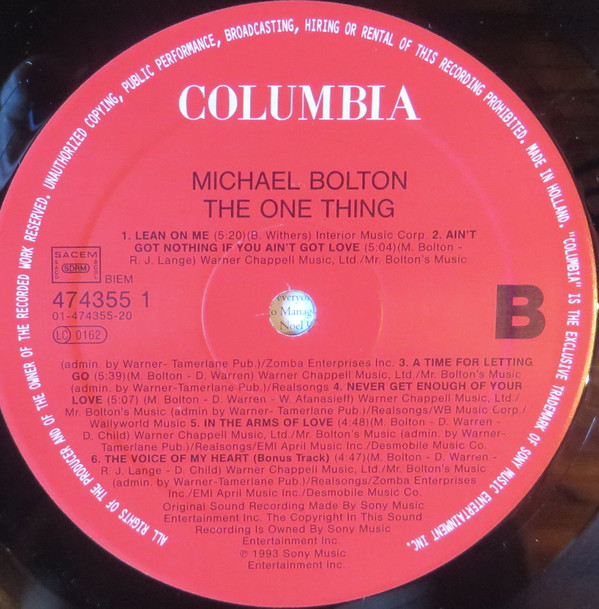 ALL RIGHTS OF THE PRODUCER AND OF THE OWNER OF THE RECORDED WORK RESERVED. UNAUTHORIZED COPYING, PUBLIC PERFORMANCE, BROADCASTING, HIRING OR RENTAL OF THIS RECORDING PROHIBITED. MADE IN HOLLAND. "COLUMBIA" IS THE EXCLUSIVE TRADEMARK OF SONY MUSIC ENTERTAINMENT INC.
COLUMBIA
MICHAEL BOLTON
THE ONE THING
1. LEAN ON ME (5:20)(B. Withers) Interior Music Corp. 2. AIN'T
GOT NOTHING IF YOU AIN'T GOT LOVE (5:04)(M. Bolton -
R. J. Lange) Warner Chappell Music, Ltd./Mr. Bolton's Music
SACEM
SDRM
BIEM
474355 1
01-474355-20
LC 0162
B
everyon
Manag
Noel
(admin. by Warner- Tamerlane Pub.)/Zomba Enterprises Inc. 3. A TIME FOR LETTING
GO (5:39)(M. Bolton - D. Warren) Warner Chappell Music, Ltd./Mr. Bolton's Music
(admin. by Warner-Tamerlane Pub.)/Realsongs 4. NEVER GET ENOUGH OF YOUR
LOVE (5:07) (M. Bolton - D. Warren - W. Afanasieff) Warner Chappell Music, Ltd./
Mr. Bolton's Music (admin by Warner- Tamerlane Pub.)/Realsongs/WB Music Corp./
Wallyworld Music 5. IN THE ARMS OF LOVE (4:48)(M. Bolton - D. Warren -
D. Child) Warner Chappell Music, Ltd./Mr. Bolton's Music (admin. by Warner-
Tamerlane Pub.)/Realsongs/EMI April Music Inc./Desmobile Music Co.
6. THE VOICE OF MY HEART (Bonus Track) (4:47)(M. Bolton - D. Warren -
R. J. Lange - D. Child) Warner Chappell Music, Ltd./Mr. Bolton's Music
(admin. by Warner-Tamerlane Pub.)/Realsongs/Zomba Enterprises
Inc./EMI April Music Inc./Desmobile Music Co.
Original Sound Recording Made By Sony Music
Entertainment Inc. The Copyright In This Sound
Recording Is Owned By Sony Music
Entertainment Inc.
℗ 1993 Sony Music
Entertainment Inc.